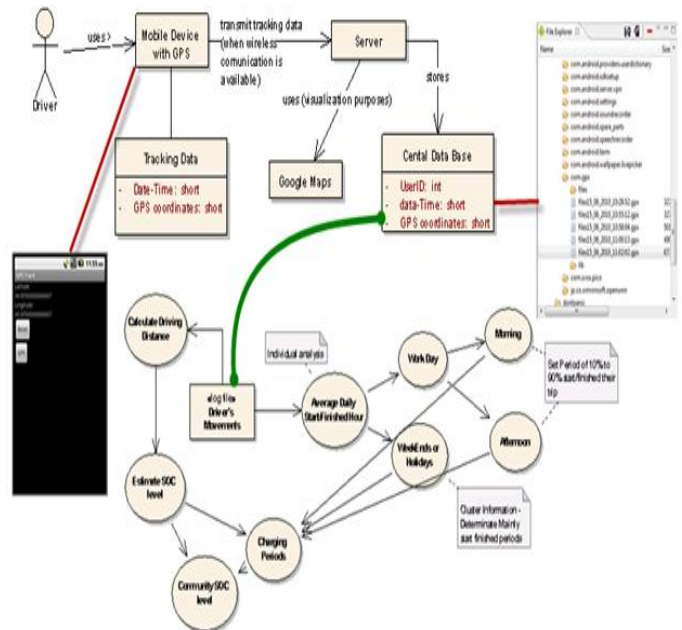 Driver
uses >
Mobile Device
with GPS
transmit tracking data
(when wireless
comunication is
available)
Server
stores
uses (visualization purposes)
Google Maps
Tracking Data
- Date-Time: short
- GPS coordinates: short
Cental Data Base
- UserID: int
- data-Time: short
- GPS coordinates: short
File Explorer
Name
Size
com.android.providers.userdictionary
com.android.sdksetup
com.android.server.vpn
com.android.settings
com.android.soundrecorder
com.android.spare_parts
com.android.speechrecorder
com.android.term
com.android.wallpaper.livepicker
com.gpx
files
lib
Calculate Driving
Distance
«log file»
Driver's
Movements
Individual analysis
Average Daily
Start/Finished Hour
Work Day
Morning
Afternoon
WeekEnds or
Holidays
Set Period of 10% to
90% start/finished their
trip
Cluster Information -
Determinate Mainly
start finished periods
Estimate SOC
level
Charging
Periods
Community SOC
level